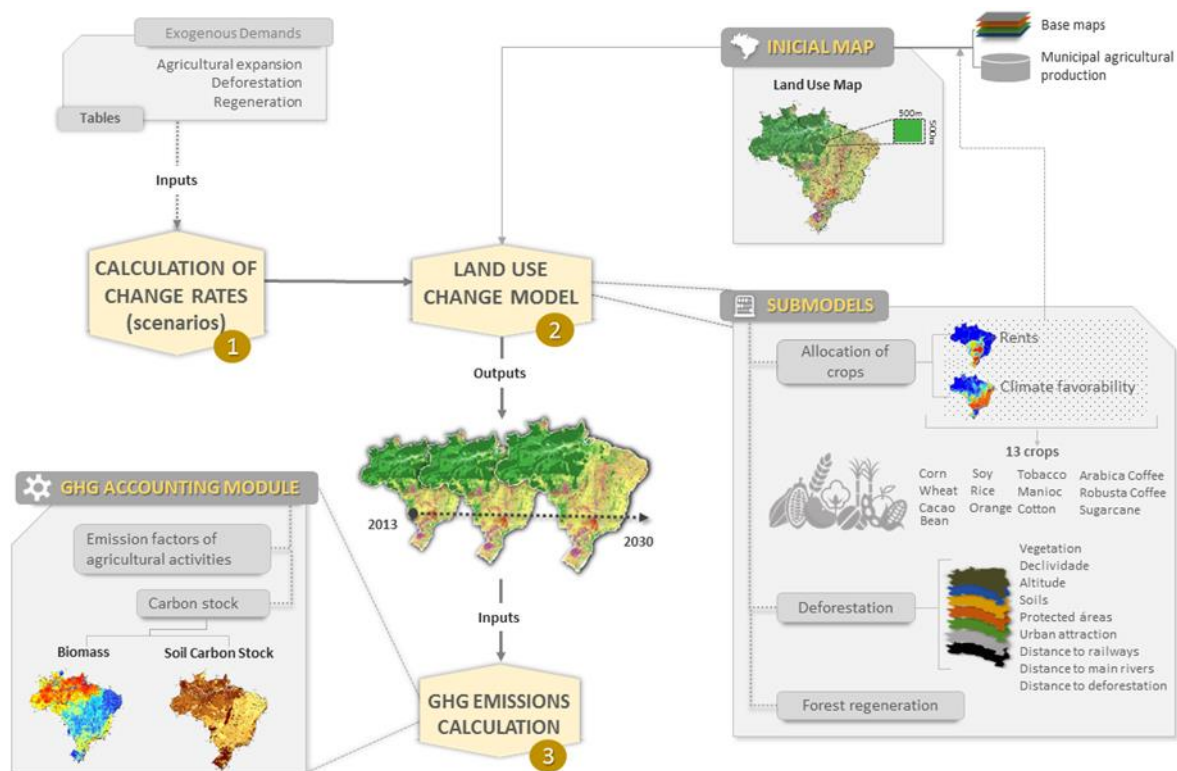 Exogenous Demands
Agricultural expansion
Deforestation
Regeneration
Tables
Inputs
CALCULATION OF
CHANGE RATES
(scenarios)
1
LAND USE
CHANGE MODEL
2
INICIAL MAP
Land Use Map
500m
500m
Base maps
Municipal agricultural
production
Outputs
2013
2030
Inputs
GHG EMISSIONS
CALCULATION
3
GHG ACCOUNTING MODULE
Emission factors of
agricultural activities
Carbon stock
Biomass
Soil Carbon Stock
SUBMODELS
Allocation of
crops
Rents
Climate favorability
13 crops
Corn
Wheat
Cacao
Bean
Soy
Rice
Orange
Tobacco
Manioc
Cotton
Arabica Coffee
Robusta Coffee
Sugarcane
Deforestation
Vegetation
Declividade
Altitude
Soils
Protected áreas
Urban attraction
Distance to railways
Distance to main rivers
Distance to deforestation
Forest regeneration